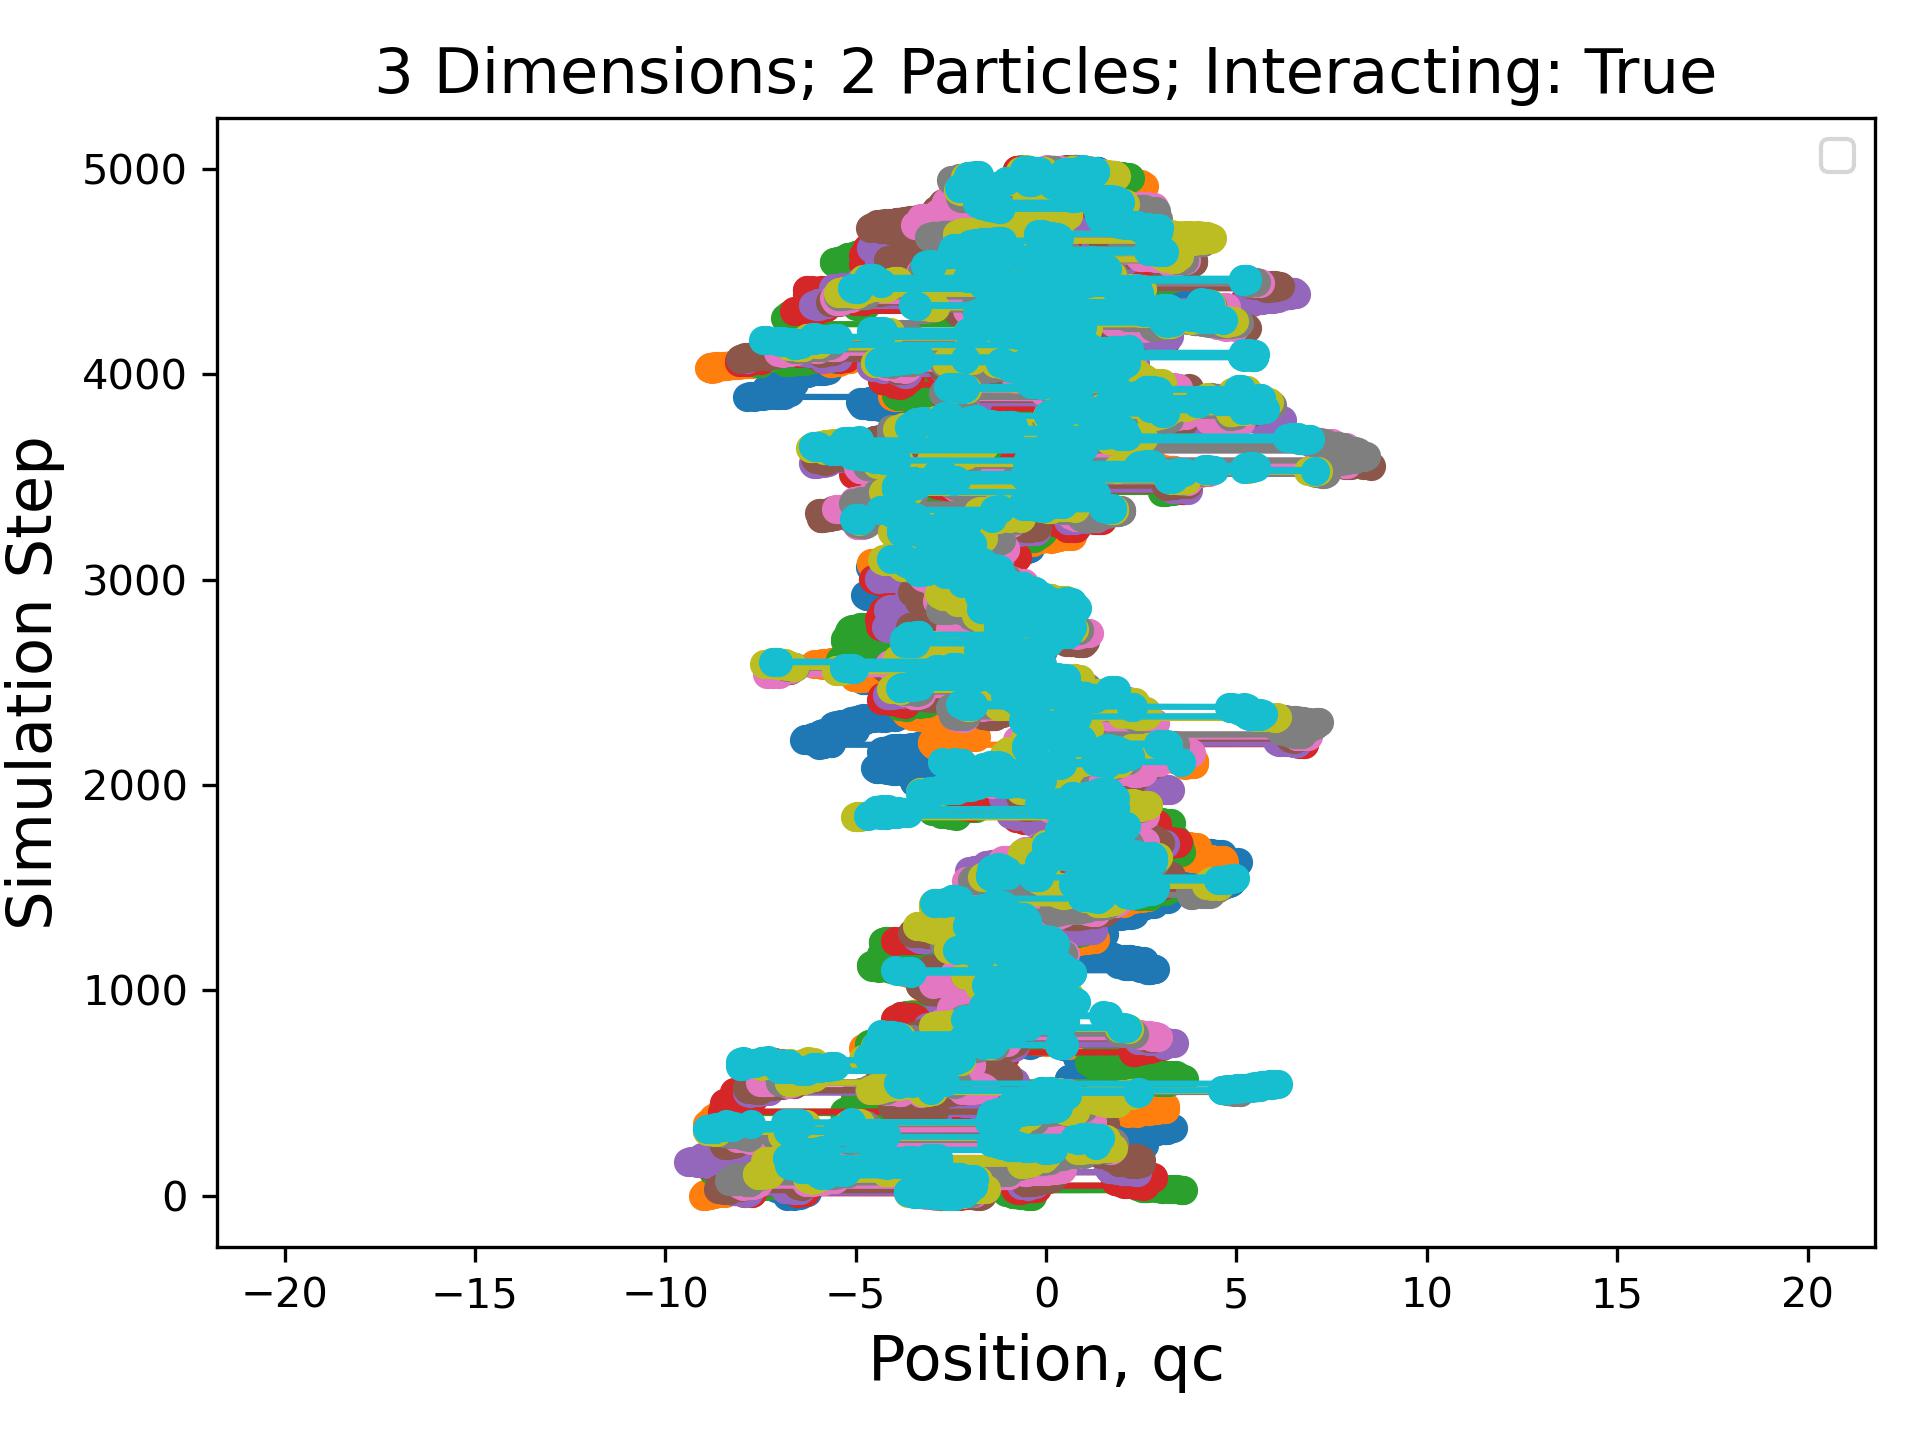 3 Dimensions; 2 Particles; Interacting: True
Simulation Step
5000
4000
3000
2000
1000
0
−20 −15 −10 −5 0 5 10 15 20
Position, qc